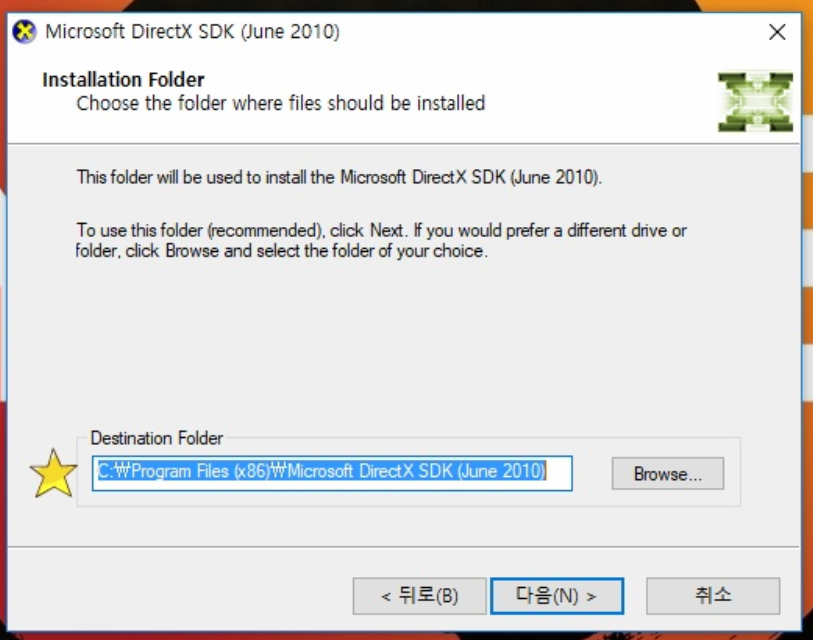 Microsoft DirectX SDK (June 2010)
Installation Folder
Choose the folder where files should be installed
This folder will be used to install the Microsoft DirectX SDK (June 2010).
To use this folder (recommended), click Next. If you would prefer a different drive or
folder, click Browse and select the folder of your choice.
Destination Folder
C:₩Program Files (x86)₩Microsoft DirectX SDK (June 2010)
Browse...
< 뒤로(B)
다음(N) >
취소